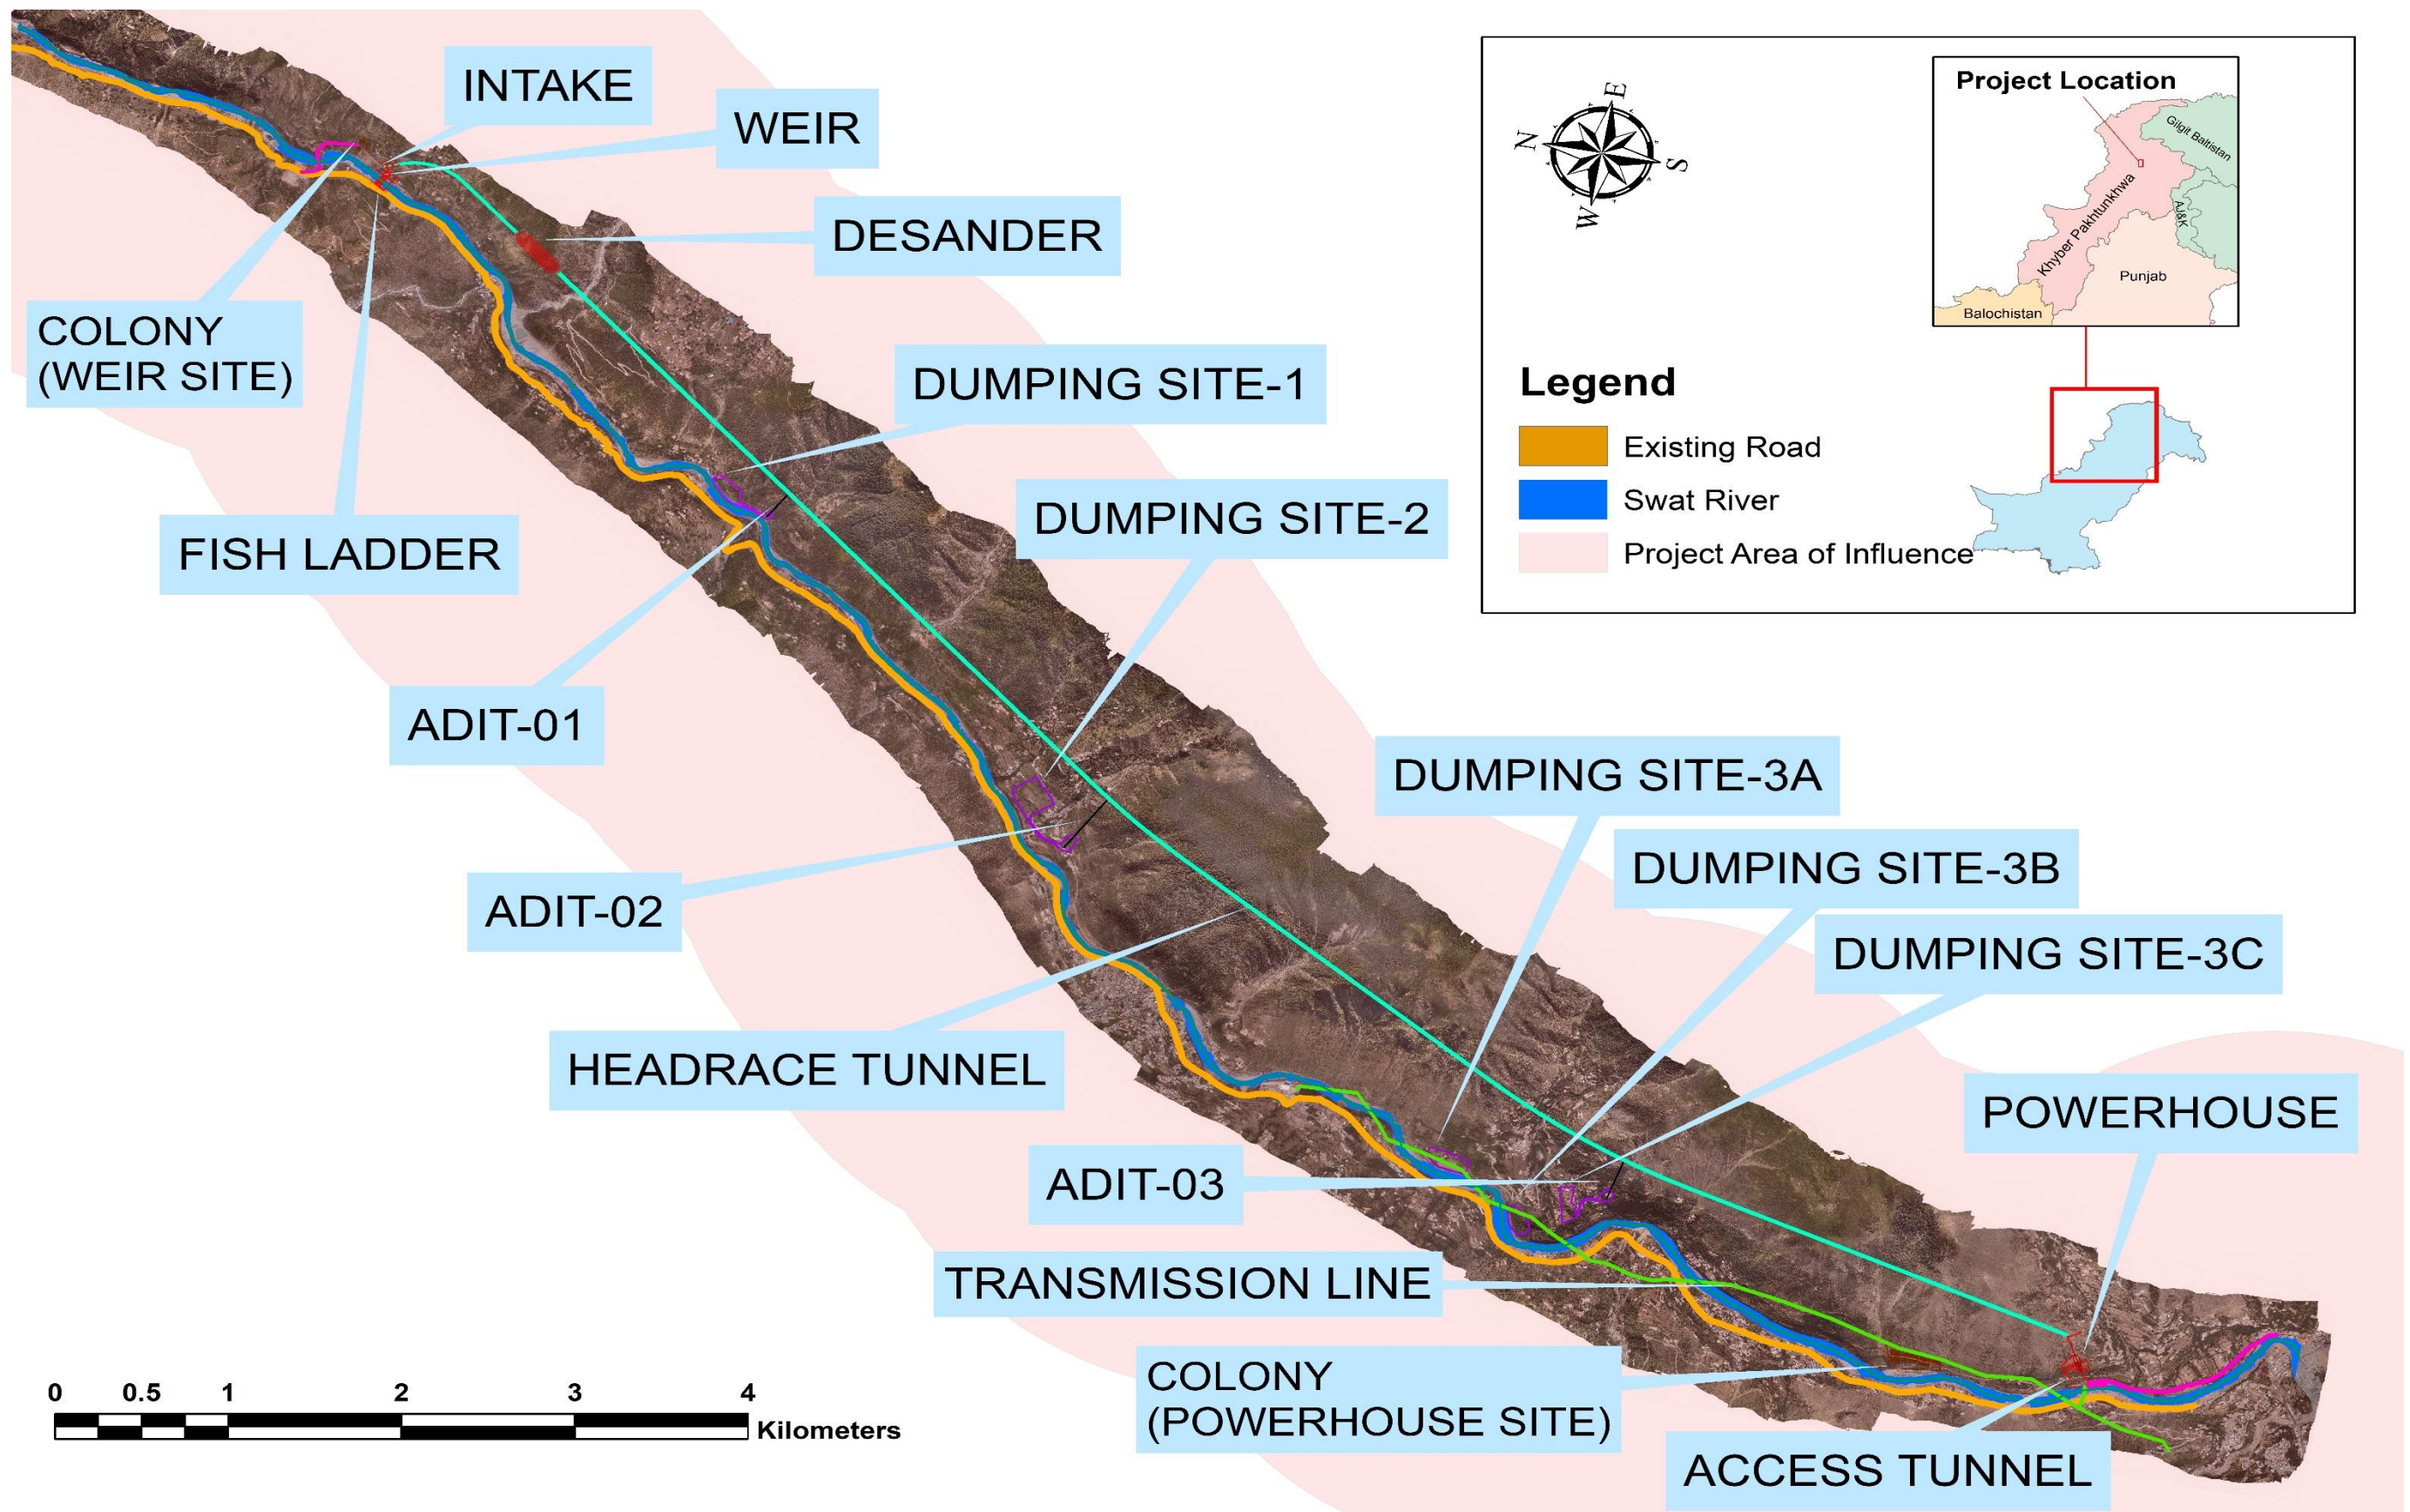 INTAKE
WEIR
DESANDER
COLONY
(WEIR SITE)
FISH LADDER
DUMPING SITE-1
DUMPING SITE-2
ADIT-01
ADIT-02
HEADRACE TUNNEL
DUMPING SITE-3A
DUMPING SITE-3B
DUMPING SITE-3C
POWERHOUSE
ADIT-03
TRANSMISSION LINE
COLONY
(POWERHOUSE SITE)
ACCESS TUNNEL
0 0.5 1 2 3 4
Kilometers
N
E
S
W
Project Location
Gilgit Baltistan
Khyber Pakhtunkhwa
AJ&K
Punjab
Balochistan
Legend
Existing Road
Swat River
Project Area of Influence